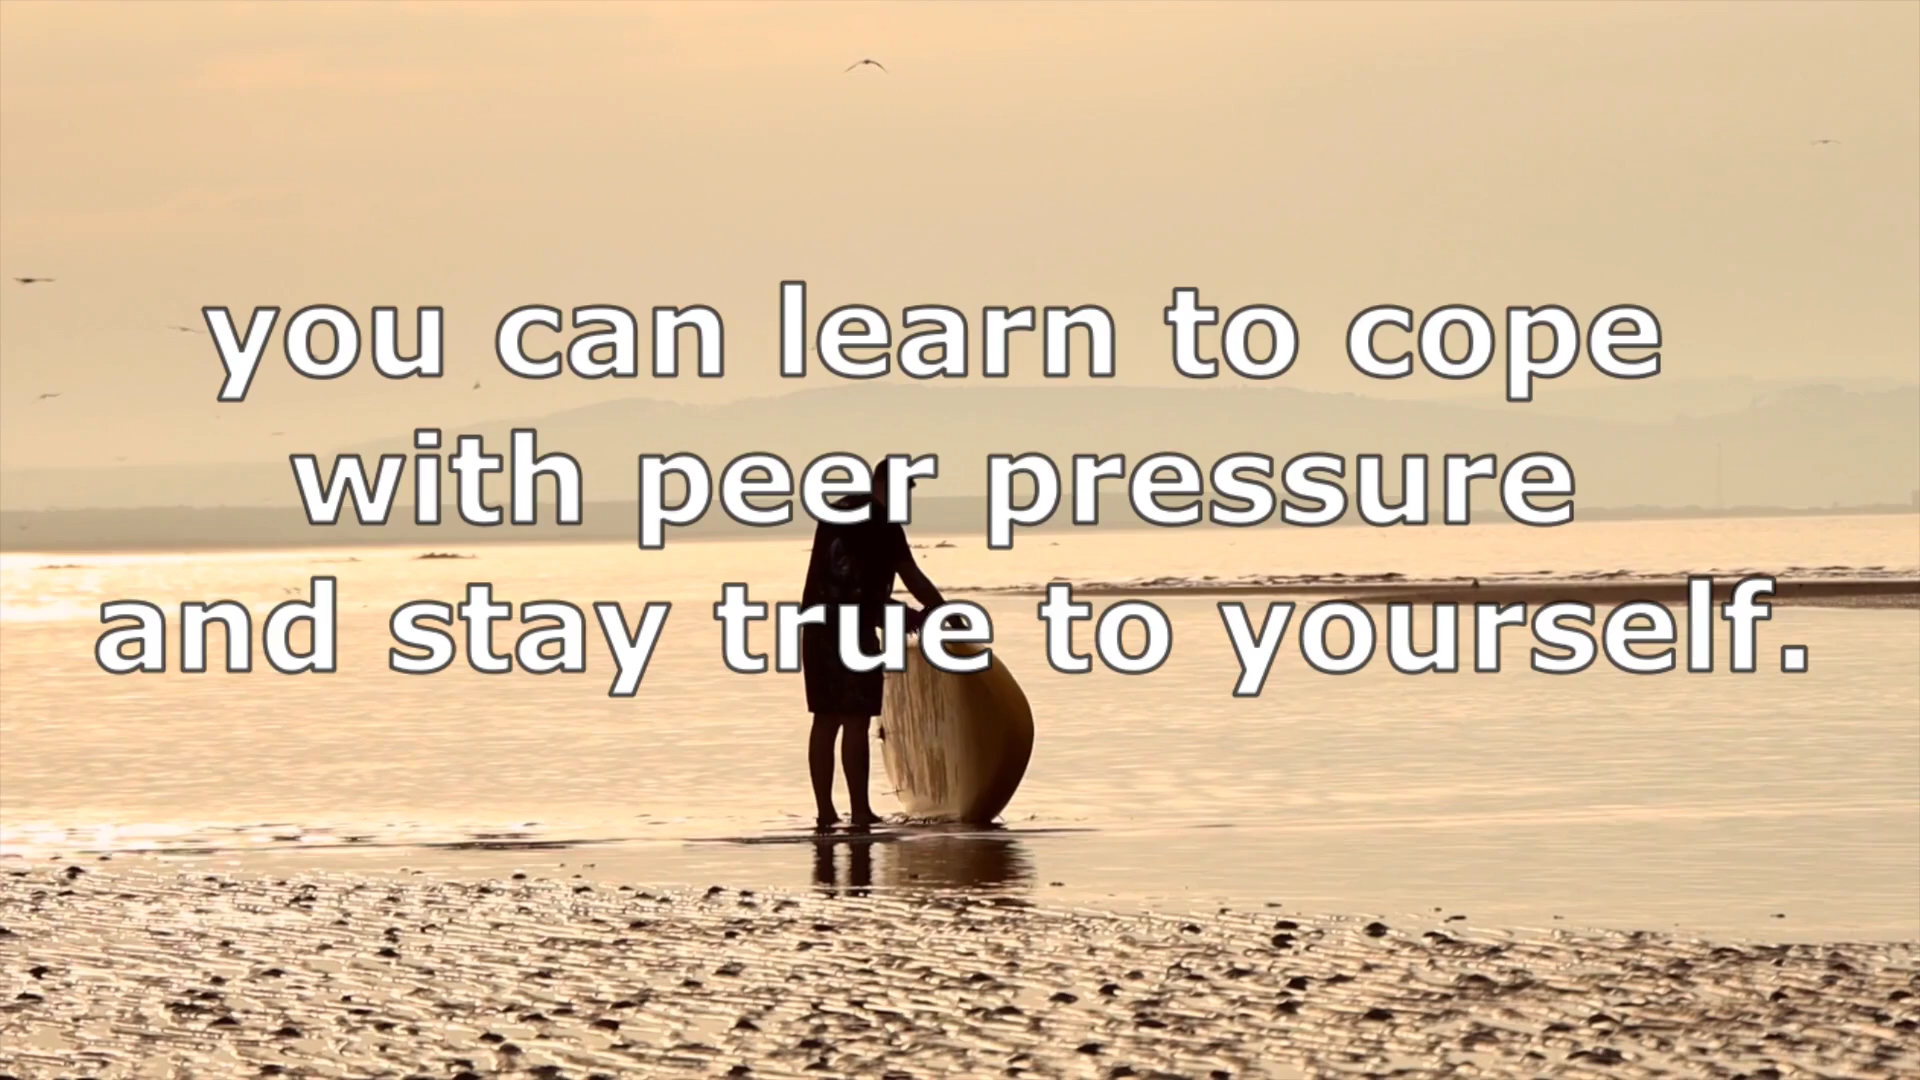 you can learn to cope
with peer pressure
and stay true to yourself.